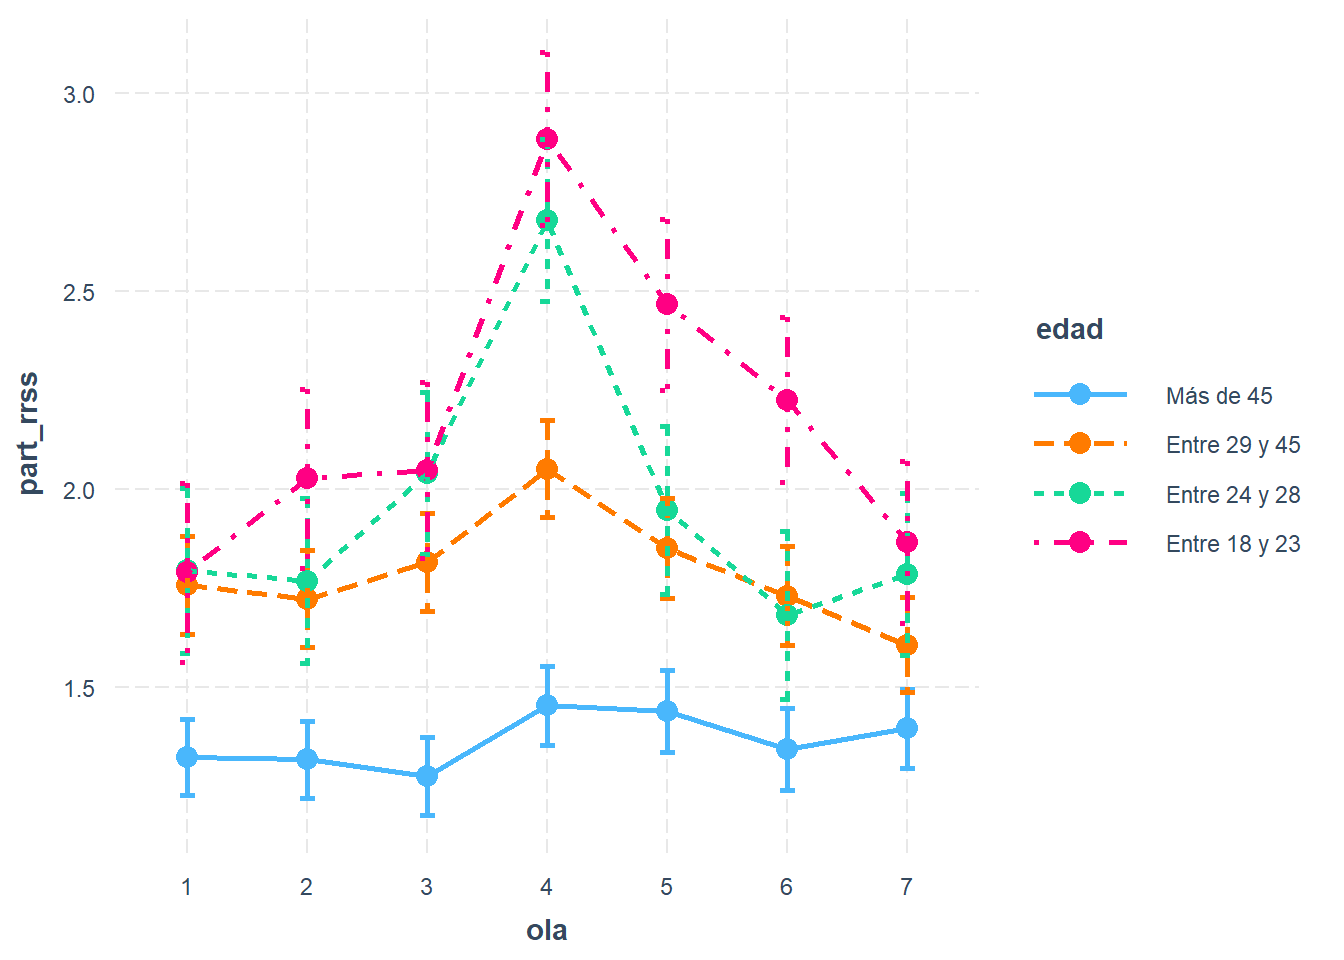 3.0
2.5
2.0
1.5
part_rrss
1 2 3 4 5 6 7
ola
edad
Más de 45
Entre 29 y 45
Entre 24 y 28
Entre 18 y 23